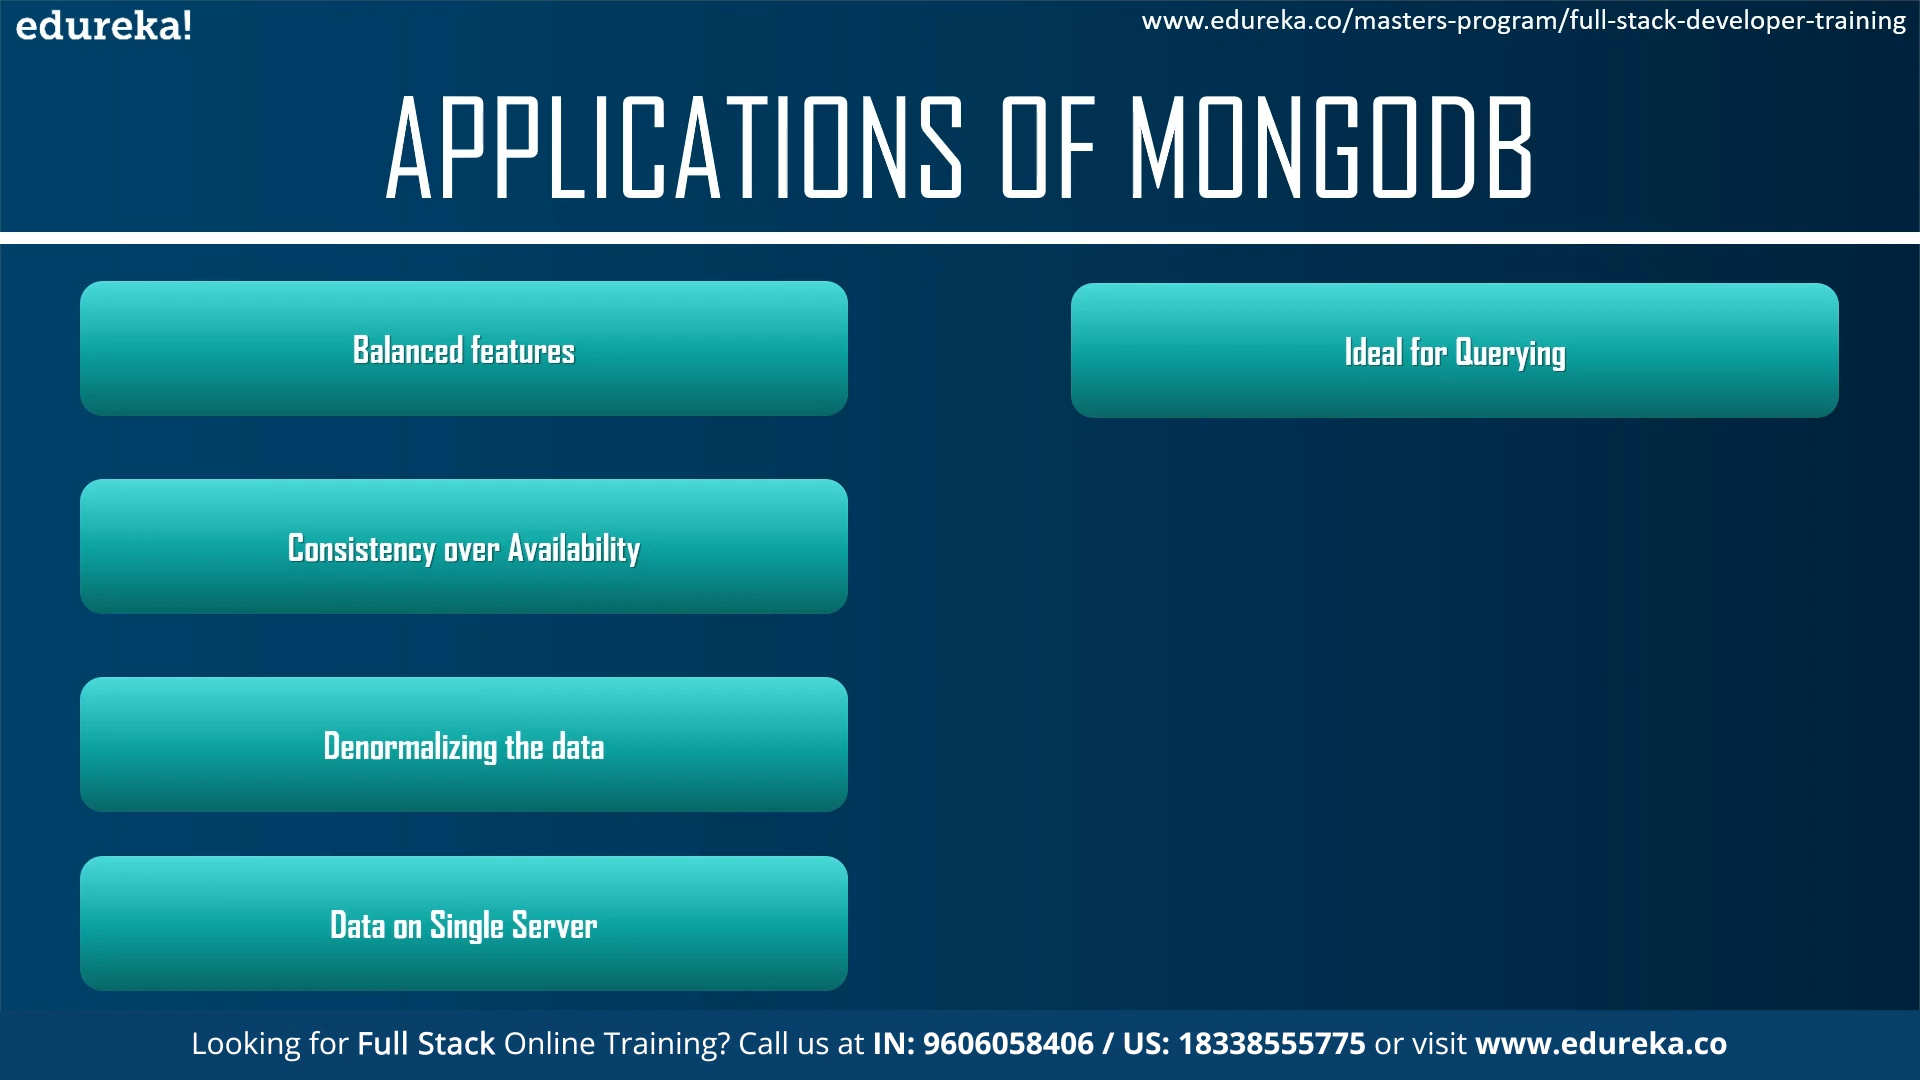 edureka!
www.edureka.co/masters-program/full-stack-developer-training
APPLICATIONS OF MONGODB
Balanced features
Consistency over Availability
Denormalizing the data
Data on Single Server
Ideal for Querying
Looking for Full Stack Online Training? Call us at IN: 9606058406 / US: 18338555775 or visit www.edureka.co